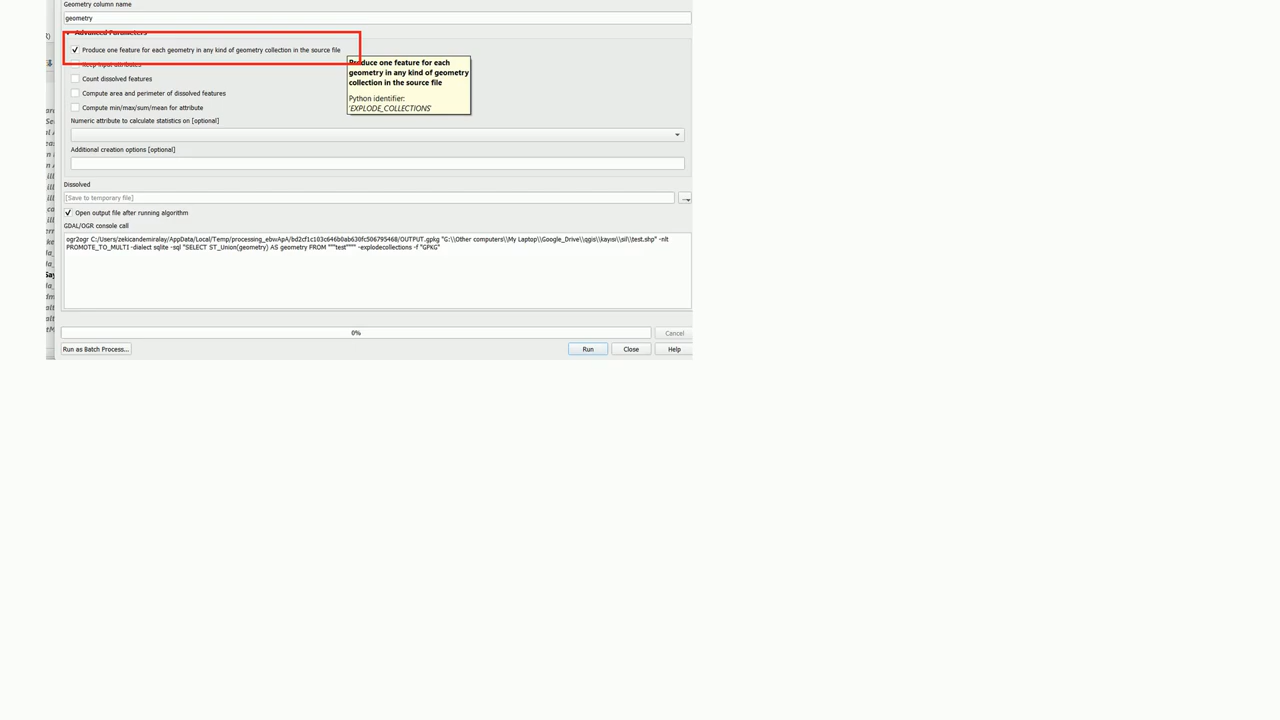 Geometry column name
geometry
Advanced Parameters
Produce one feature for each geometry in any kind of geometry collection in the source file
Keep input attributes
Produce one feature for each
geometry in any kind of geometry
collection in the source file
Python identifier:
'EXPLODE_COLLECTIONS'
Count dissolved features
Compute area and perimeter of dissolved features
Compute min/max/sum/mean for attribute
Numeric attribute to calculate statistics on [optional]
Additional creation options [optional]
Dissolved
[Save to temporary file]
...
Open output file after running algorithm
GDAL/OGR console call
ogr2ogr C:/Users/zekicandemiralay/AppData/Local/Temp/processing_ebwApA/bd2cf1c103c646b0ab630fc506795468/OUTPUT.gpkg "G:\\Other computers\\My Laptop\\Google_Drive\\qgis\\kayısı\\sil\\test.shp" -nlt
PROMOTE_TO_MULTI -dialect sqlite -sql "SELECT ST_Union(geometry) AS geometry FROM """test"""" -explodecollections -f "GPKG"
0%
Cancel
Run as Batch Process...
Run
Close
Help